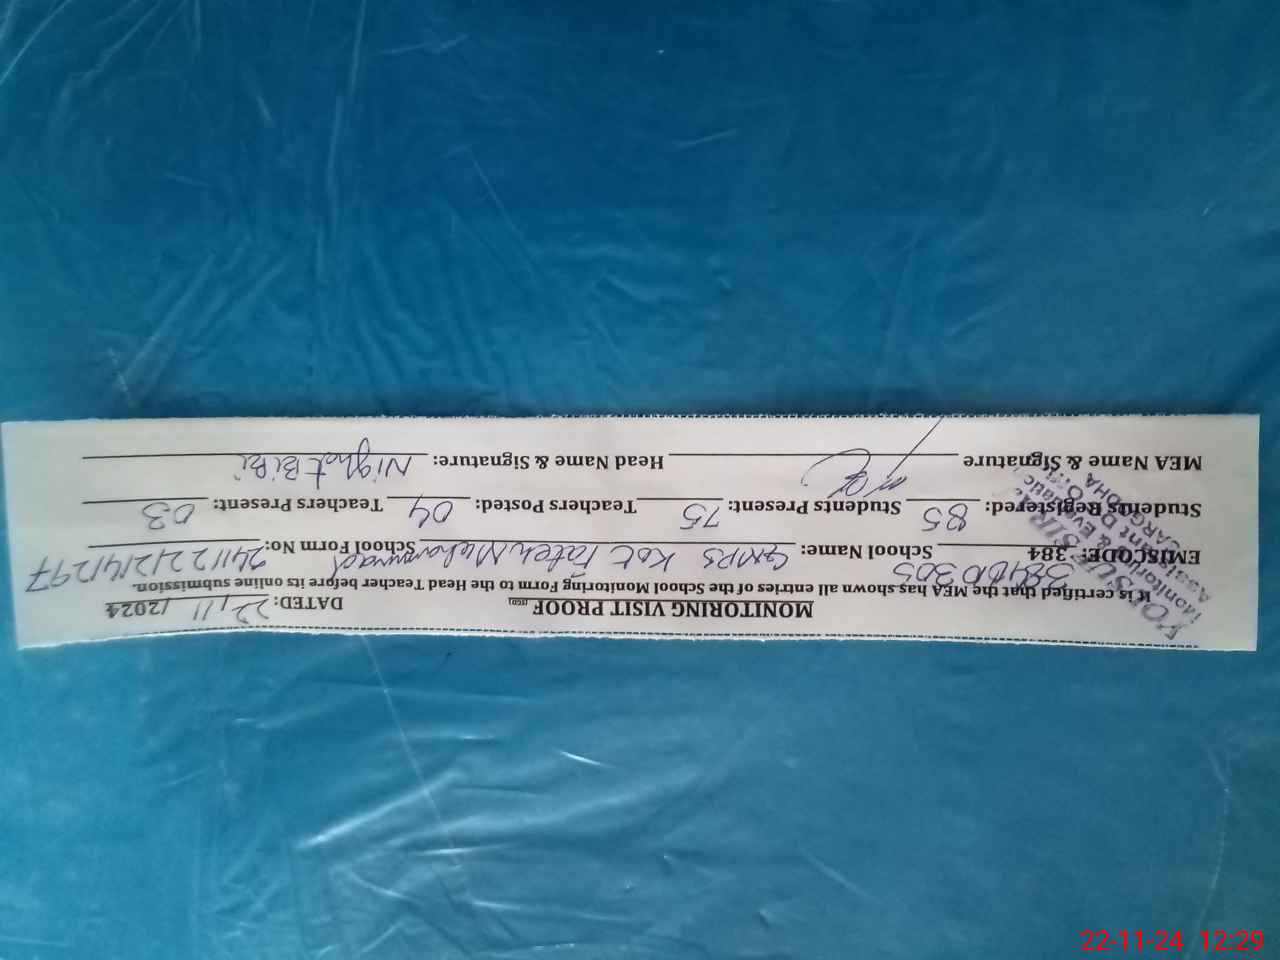 MONITORING VISIT PROOF DATED: 22/11/2024
It is certified that the MEA has shown all entries of the School Monitoring Form to the Head Teacher before its online submission.
EMISCODE: 384 School Name: GMPS Kot Fateh Muhammad School Form No:
Students Registered: 85 Students Present: 75 Teachers Posted: 04 Teachers Present: 03
MEA Name & Signature Head Name & Signature: Nighat BiBi
22-11-24 12:29